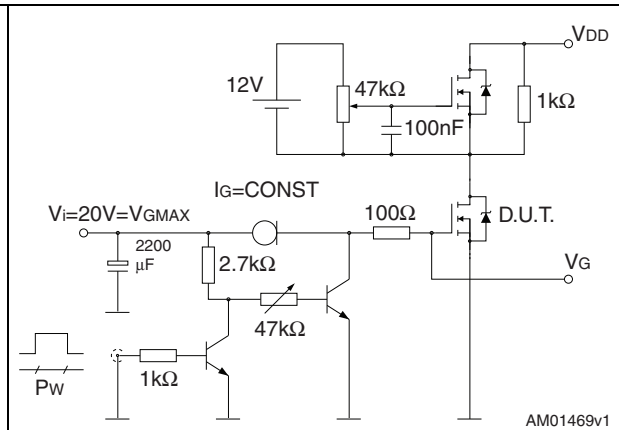 VDD
12V
47kΩ
1kΩ
100nF
IG=CONST
Vi=20V=VGMAX
100Ω
D.U.T.
2200
μF
2.7kΩ
VG
47kΩ
1kΩ
PW
AM01469v1